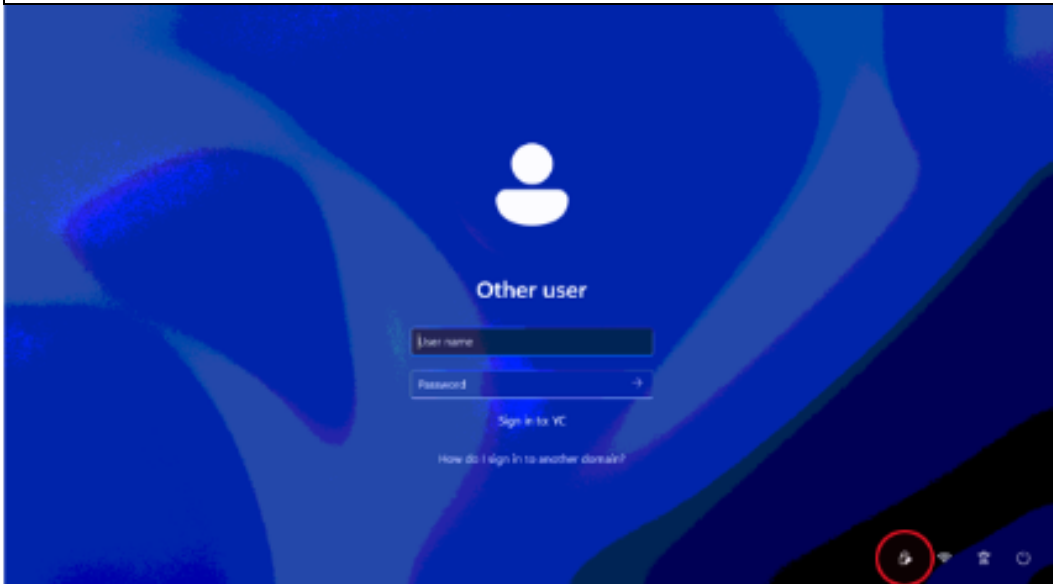 Other user
User name
Password
Sign in to: YC
How do I sign in to another domain?